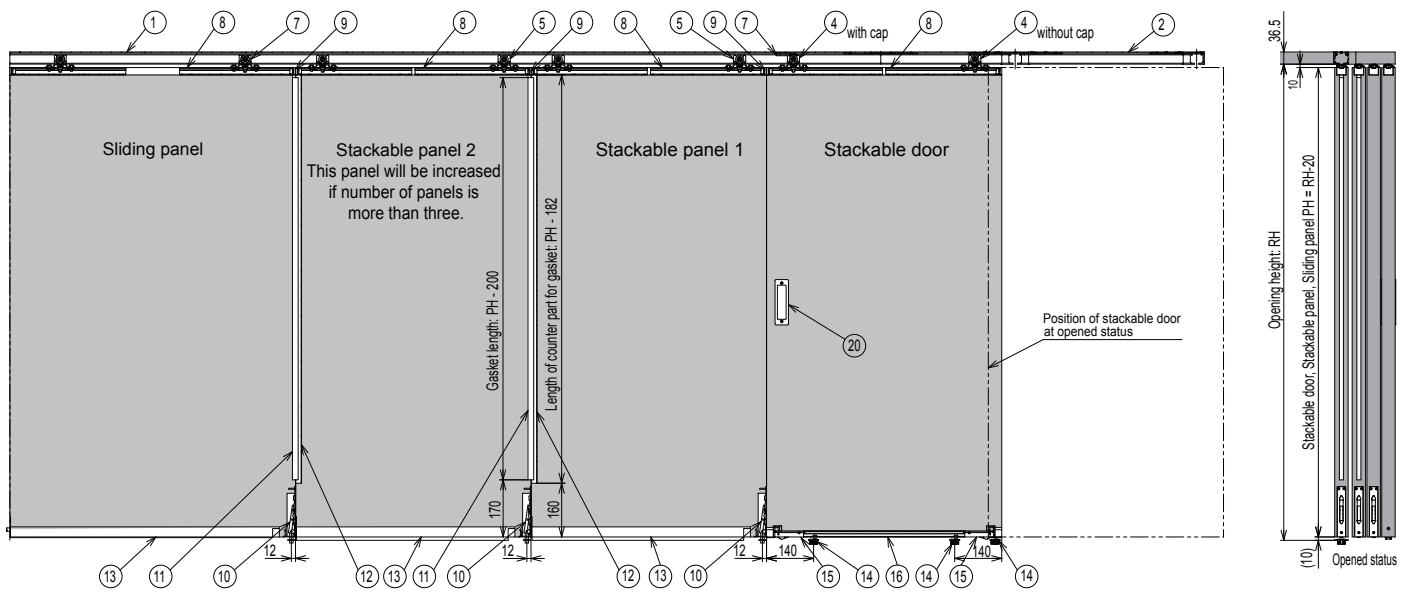 1 8 7 9 8 5 9 8 5 9 7 4 with cap 8 4 without cap 2
36.5
10
Sliding panel
Stackable panel 2
This panel will be increased
if number of panels is
more than three.
Stackable panel 1
Stackable door
Gasket length: PH - 200
Length of counter part for gasket: PH - 182
170
160
20
Position of stackable door
at opened status
12 12 12 140 140
13 11 10 12 13 11 10 12 13 10 15 14 16 14 15 14
Opening height: RH
Stackable door, Stackable panel, Sliding panel PH = RH-20
(10)
Opened status